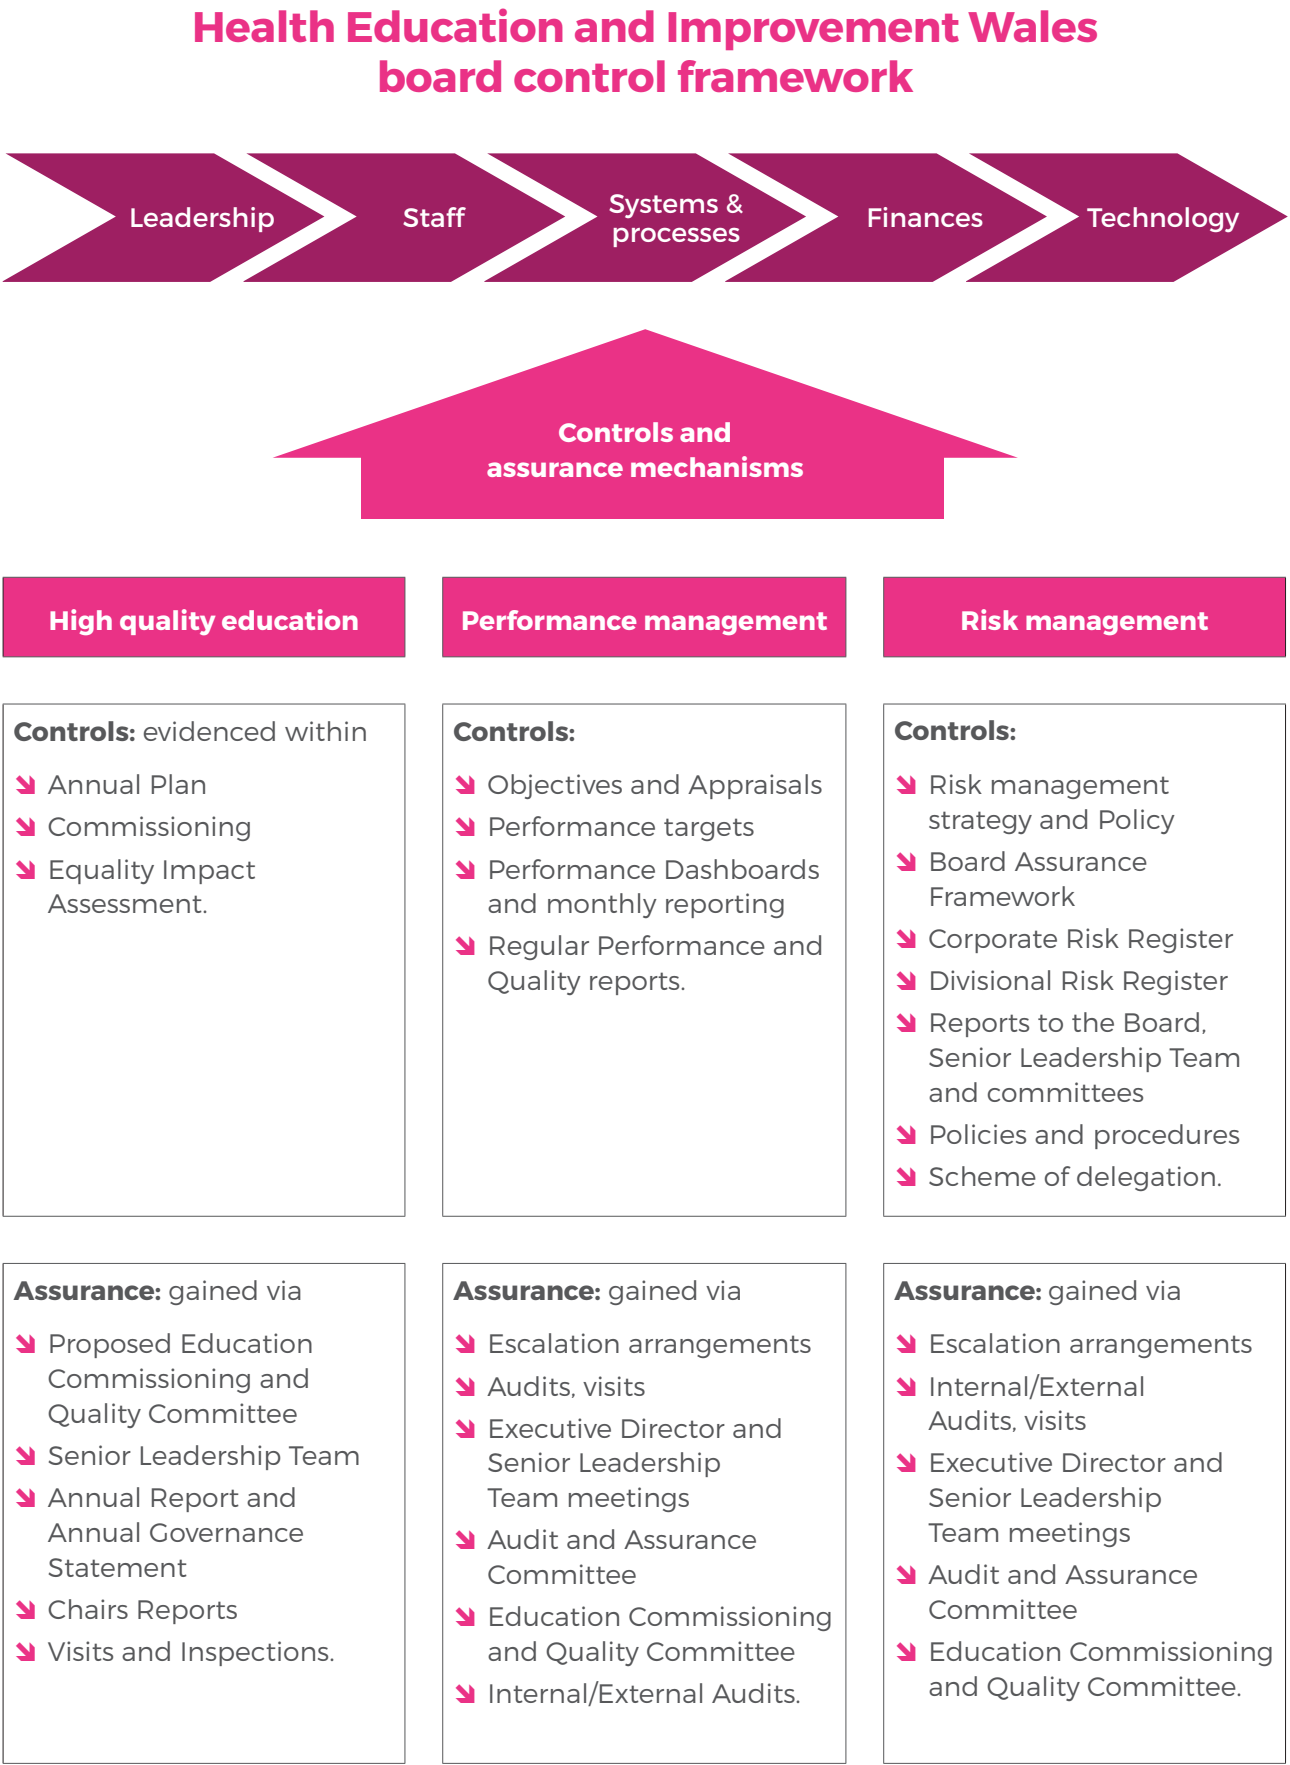 Health Education and Improvement Wales
board control framework
Leadership
Staff
Systems &
processes
Finances
Technology
Controls and
assurance mechanisms
High quality education
Performance management
Risk management
Controls: evidenced within
Annual Plan
Commissioning
Equality Impact
Assessment.
Controls:
Objectives and Appraisals
Performance targets
Performance Dashboards
and monthly reporting
Regular Performance and
Quality reports.
Controls:
Risk management
strategy and Policy
Board Assurance
Framework
Corporate Risk Register
Divisional Risk Register
Reports to the Board,
Senior Leadership Team
and committees
Policies and procedures
Scheme of delegation.
Assurance: gained via
Proposed Education
Commissioning and
Quality Committee
Senior Leadership Team
Annual Report and
Annual Governance
Statement
Chairs Reports
Visits and Inspections.
Assurance: gained via
Escalation arrangements
Audits, visits
Executive Director and
Senior Leadership
Team meetings
Audit and Assurance
Committee
Education Commissioning
and Quality Committee
Internal/External Audits.
Assurance: gained via
Escalation arrangements
Internal/External
Audits, visits
Executive Director and
Senior Leadership
Team meetings
Audit and Assurance
Committee
Education Commissioning
and Quality Committee.